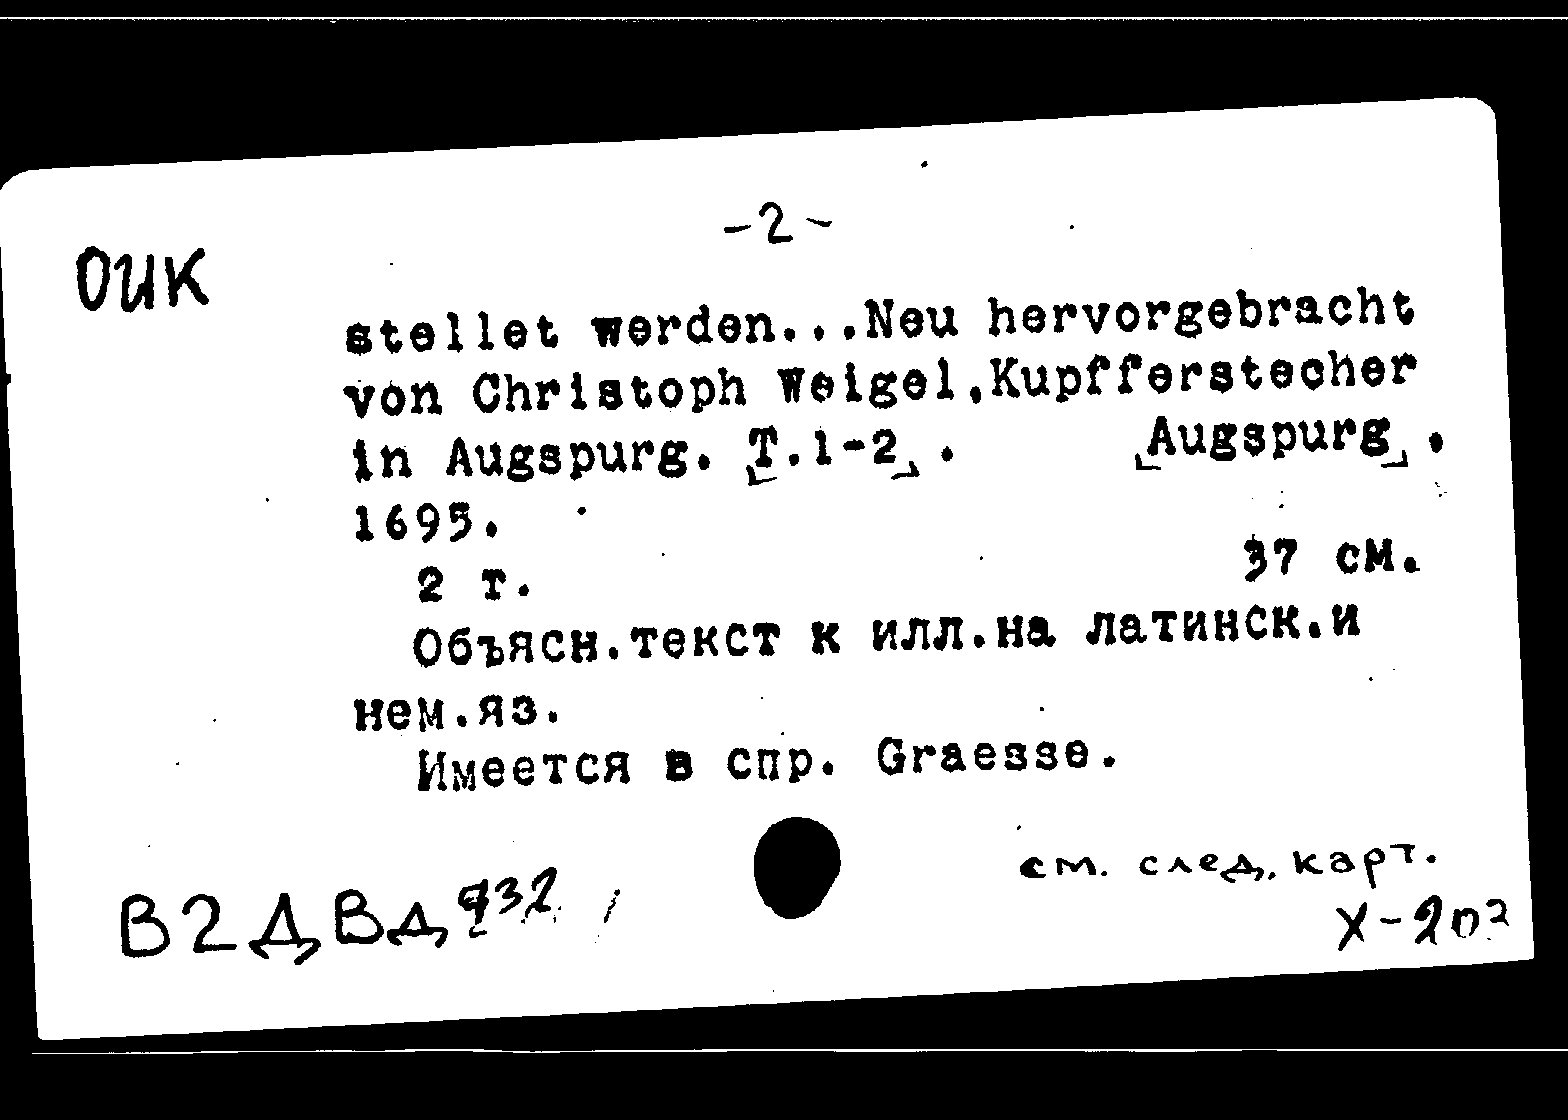 -2-
ОИК
stellet werden...Neu hervorgebracht
von Christoph Weigel,Kupfferstecher
in Augspurg. [T.1-2]. [Augspurg].
1695.
2 т. 37 см.
Объясн.текст к илл.на латинск.и
нем.яз.
Имеется в спр. Graesse.
см. след. карт.
В2ДВд